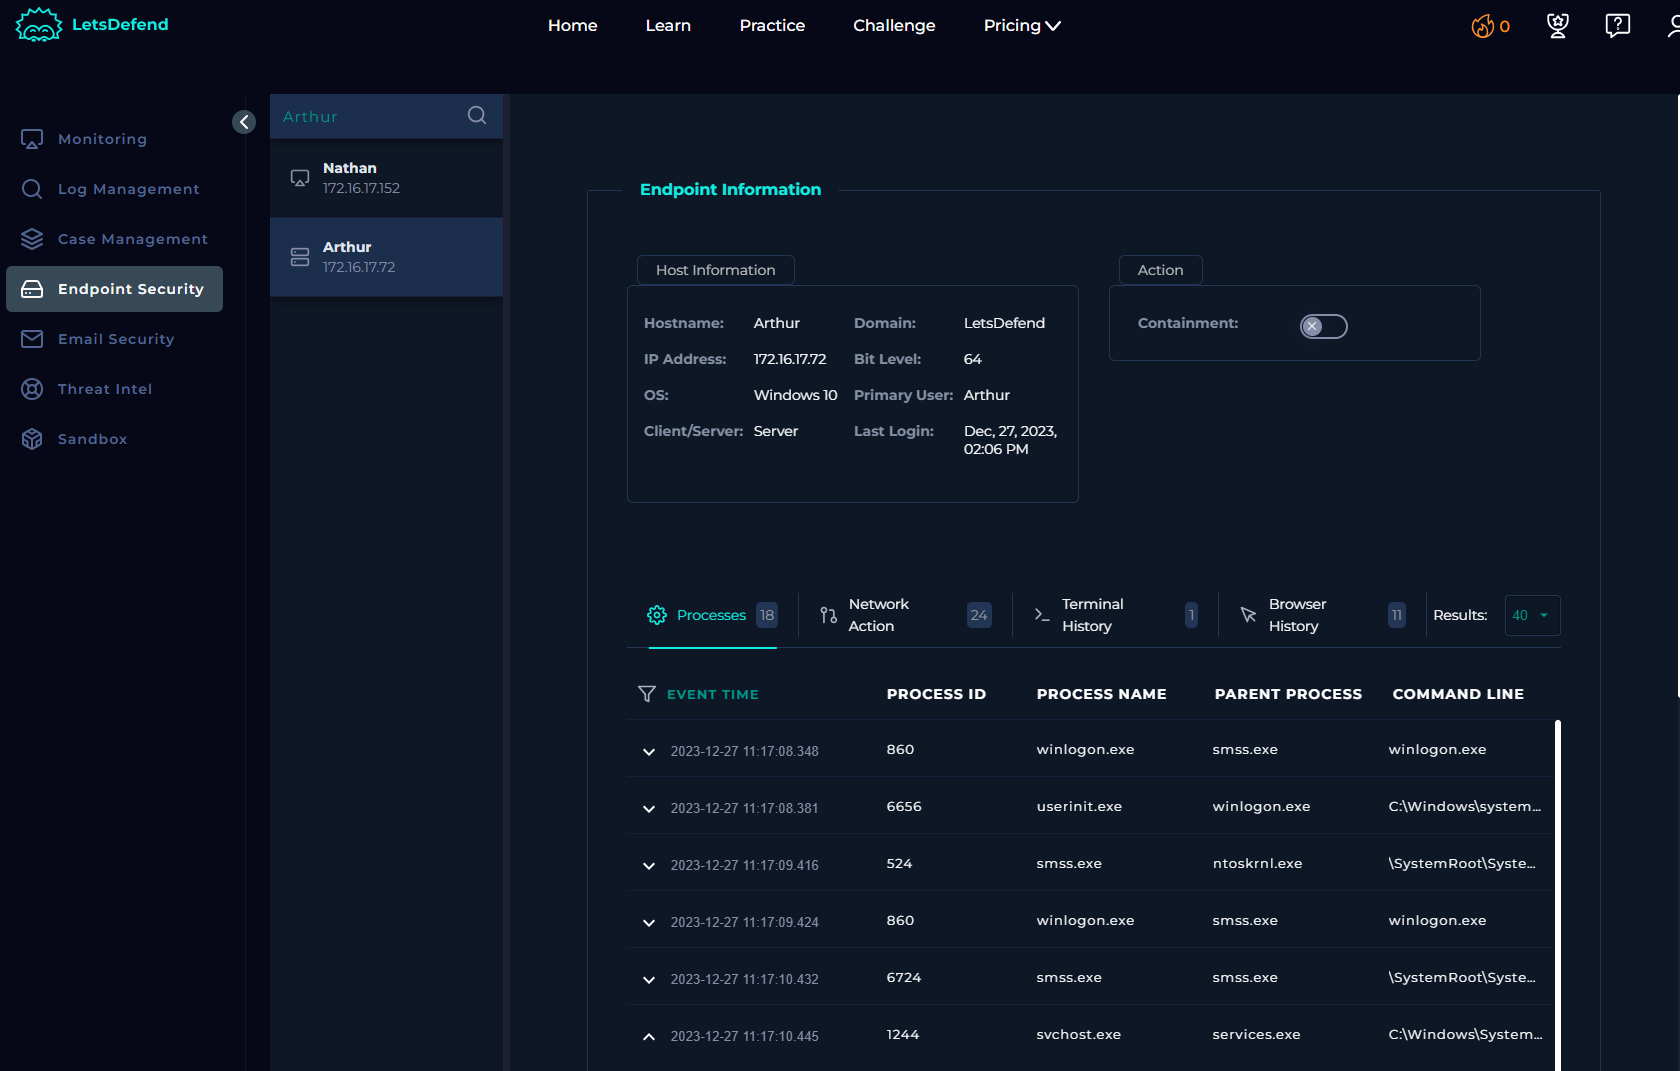 LetsDefend
Home Learn Practice Challenge Pricing
0
Monitoring
Log Management
Case Management
Endpoint Security
Email Security
Threat Intel
Sandbox
Arthur
Nathan
172.16.17.152
Arthur
172.16.17.72
Endpoint Information
Host Information
Hostname: Arthur Domain: LetsDefend
IP Address: 172.16.17.72 Bit Level: 64
OS: Windows 10 Primary User: Arthur
Client/Server: Server Last Login: Dec, 27, 2023,
02:06 PM
Action
Containment:
Processes 18
Network
Action 24
Terminal
History 1
Browser
History 11
Results: 40
EVENT TIME PROCESS ID PROCESS NAME PARENT PROCESS COMMAND LINE
2023-12-27 11:17:08.348 860 winlogon.exe smss.exe winlogon.exe
2023-12-27 11:17:08.381 6656 userinit.exe winlogon.exe C:\Windows\system...
2023-12-27 11:17:09.416 524 smss.exe ntoskrnl.exe \SystemRoot\Syste...
2023-12-27 11:17:09.424 860 winlogon.exe smss.exe winlogon.exe
2023-12-27 11:17:10.432 6724 smss.exe smss.exe \SystemRoot\Syste...
2023-12-27 11:17:10.445 1244 svchost.exe services.exe C:\Windows\System...